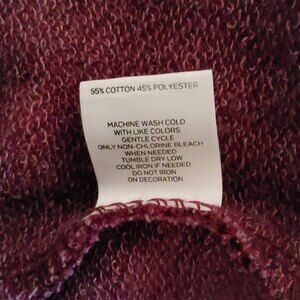 55% COTTON 45% POLYESTER
MACHINE WASH COLD
WITH LIKE COLORS
GENTLE CYCLE
ONLY NON-CHLORINE BLEACH
WHEN NEEDED
TUMBLE DRY LOW
COOL IRON IF NEEDED
DO NOT IRON
ON DECORATION